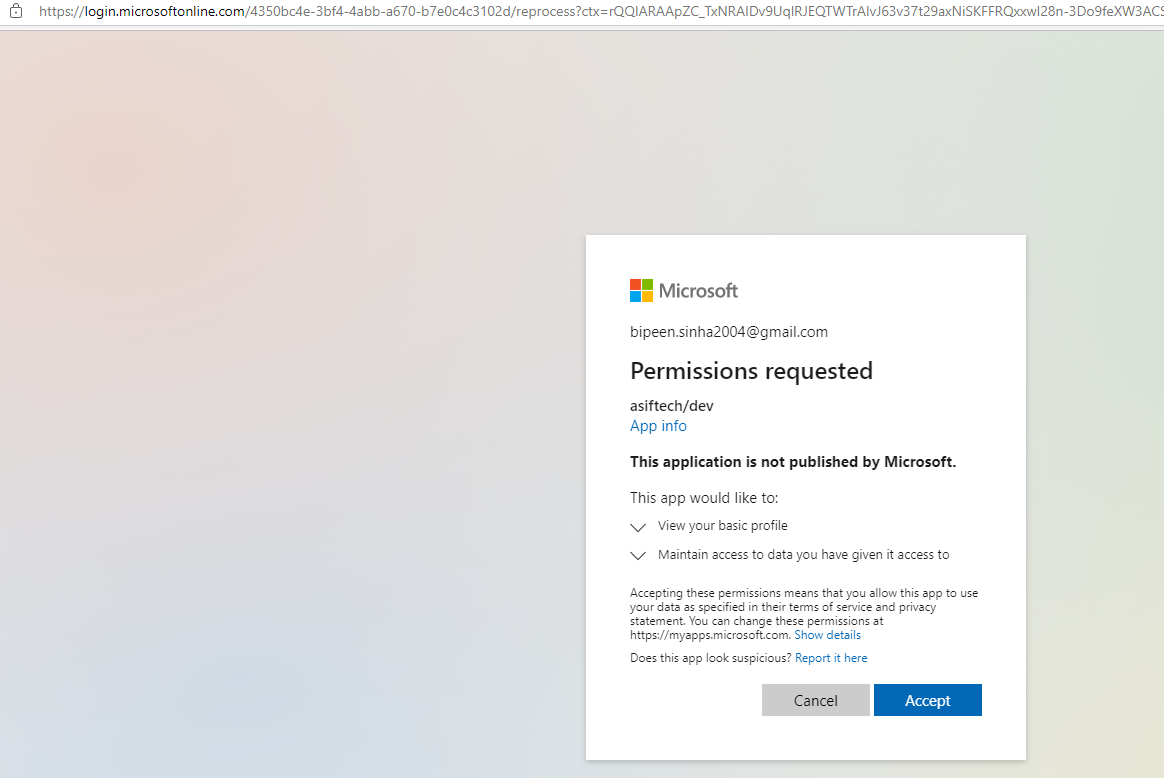 https://login.microsoftonline.com/4350bc4e-3bf4-4abb-a670-b7e0c4c3102d/reprocess?ctx=rQQIARAApZC_TxNRAIDv9UqlRJEQTWTrAIvJ63v37t29axNiSKFFRQxxwI28n-3Do9feXW3ACS
Microsoft
bipeen.sinha2004@gmail.com
Permissions requested
asiftech/dev
App info
This application is not published by Microsoft.
This app would like to:
View your basic profile
Maintain access to data you have given it access to
Accepting these permissions means that you allow this app to use
your data as specified in their terms of service and privacy
statement. You can change these permissions at
https://myapps.microsoft.com. Show details
Does this app look suspicious? Report it here
Cancel Accept